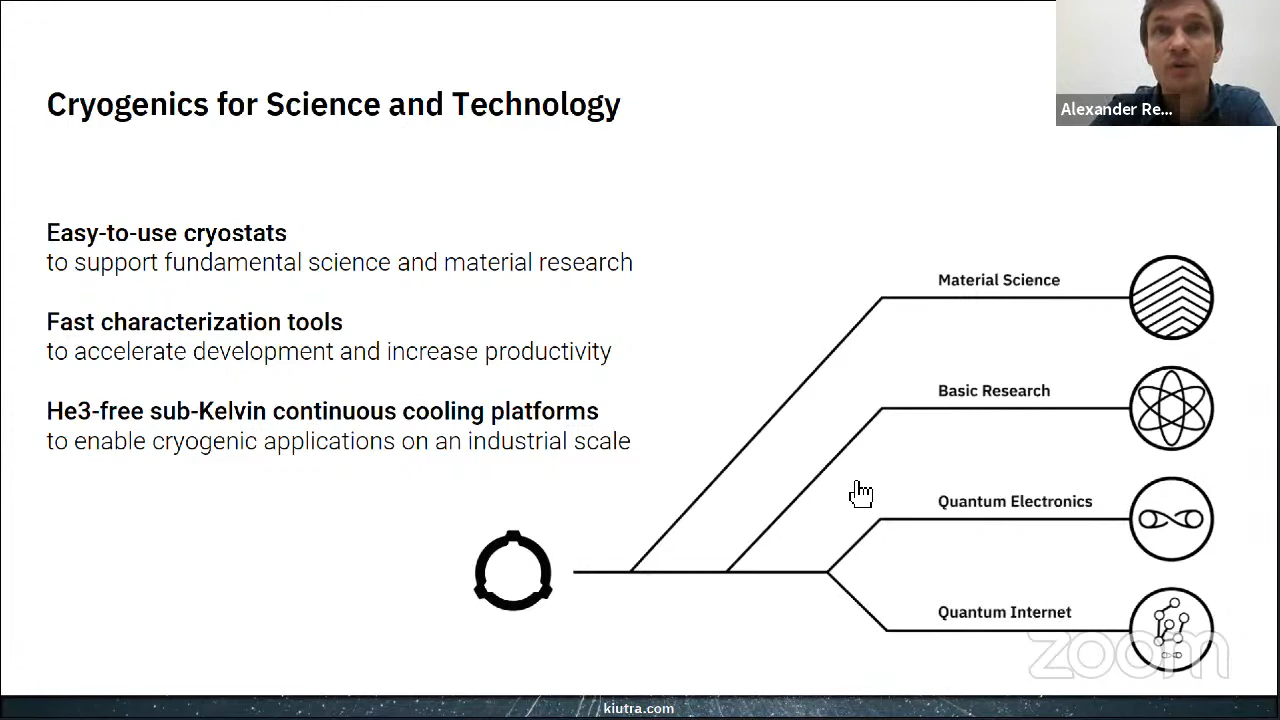 Cryogenics for Science and Technology
Alexander Re...
Easy-to-use cryostats
to support fundamental science and material research
Fast characterization tools
to accelerate development and increase productivity
He3-free sub-Kelvin continuous cooling platforms
to enable cryogenic applications on an industrial scale
Material Science
Basic Research
Quantum Electronics
Quantum Internet
zoom
kiutra.com